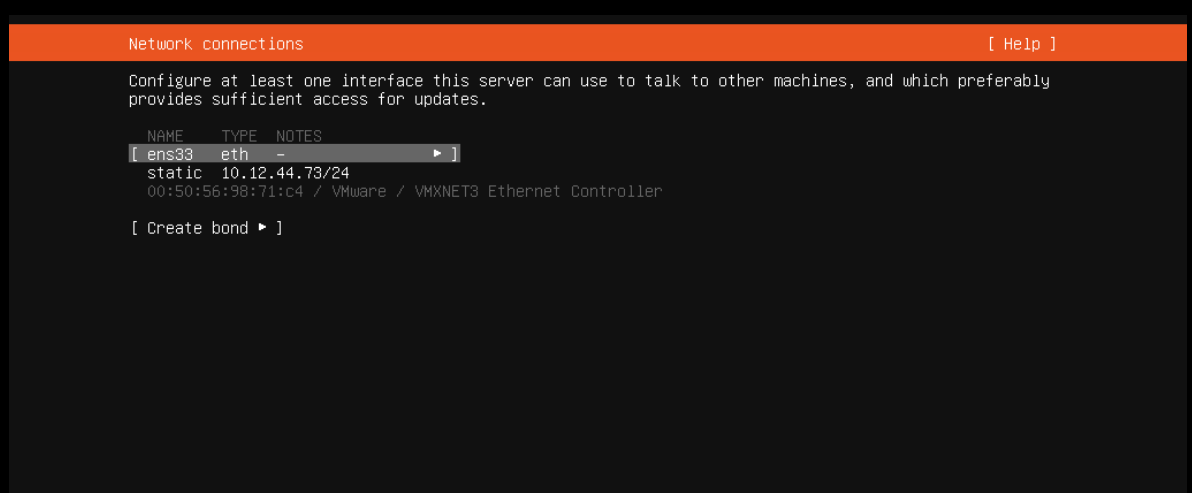 Network connections [ Help ]
Configure at least one interface this server can use to talk to other machines, and which preferably
provides sufficient access for updates.
NAME TYPE NOTES
[ ens33 eth – ▸ ]
static 10.12.44.73/24
00:50:56:98:71:c4 / VMware / VMXNET3 Ethernet Controller
[ Create bond ▸ ]